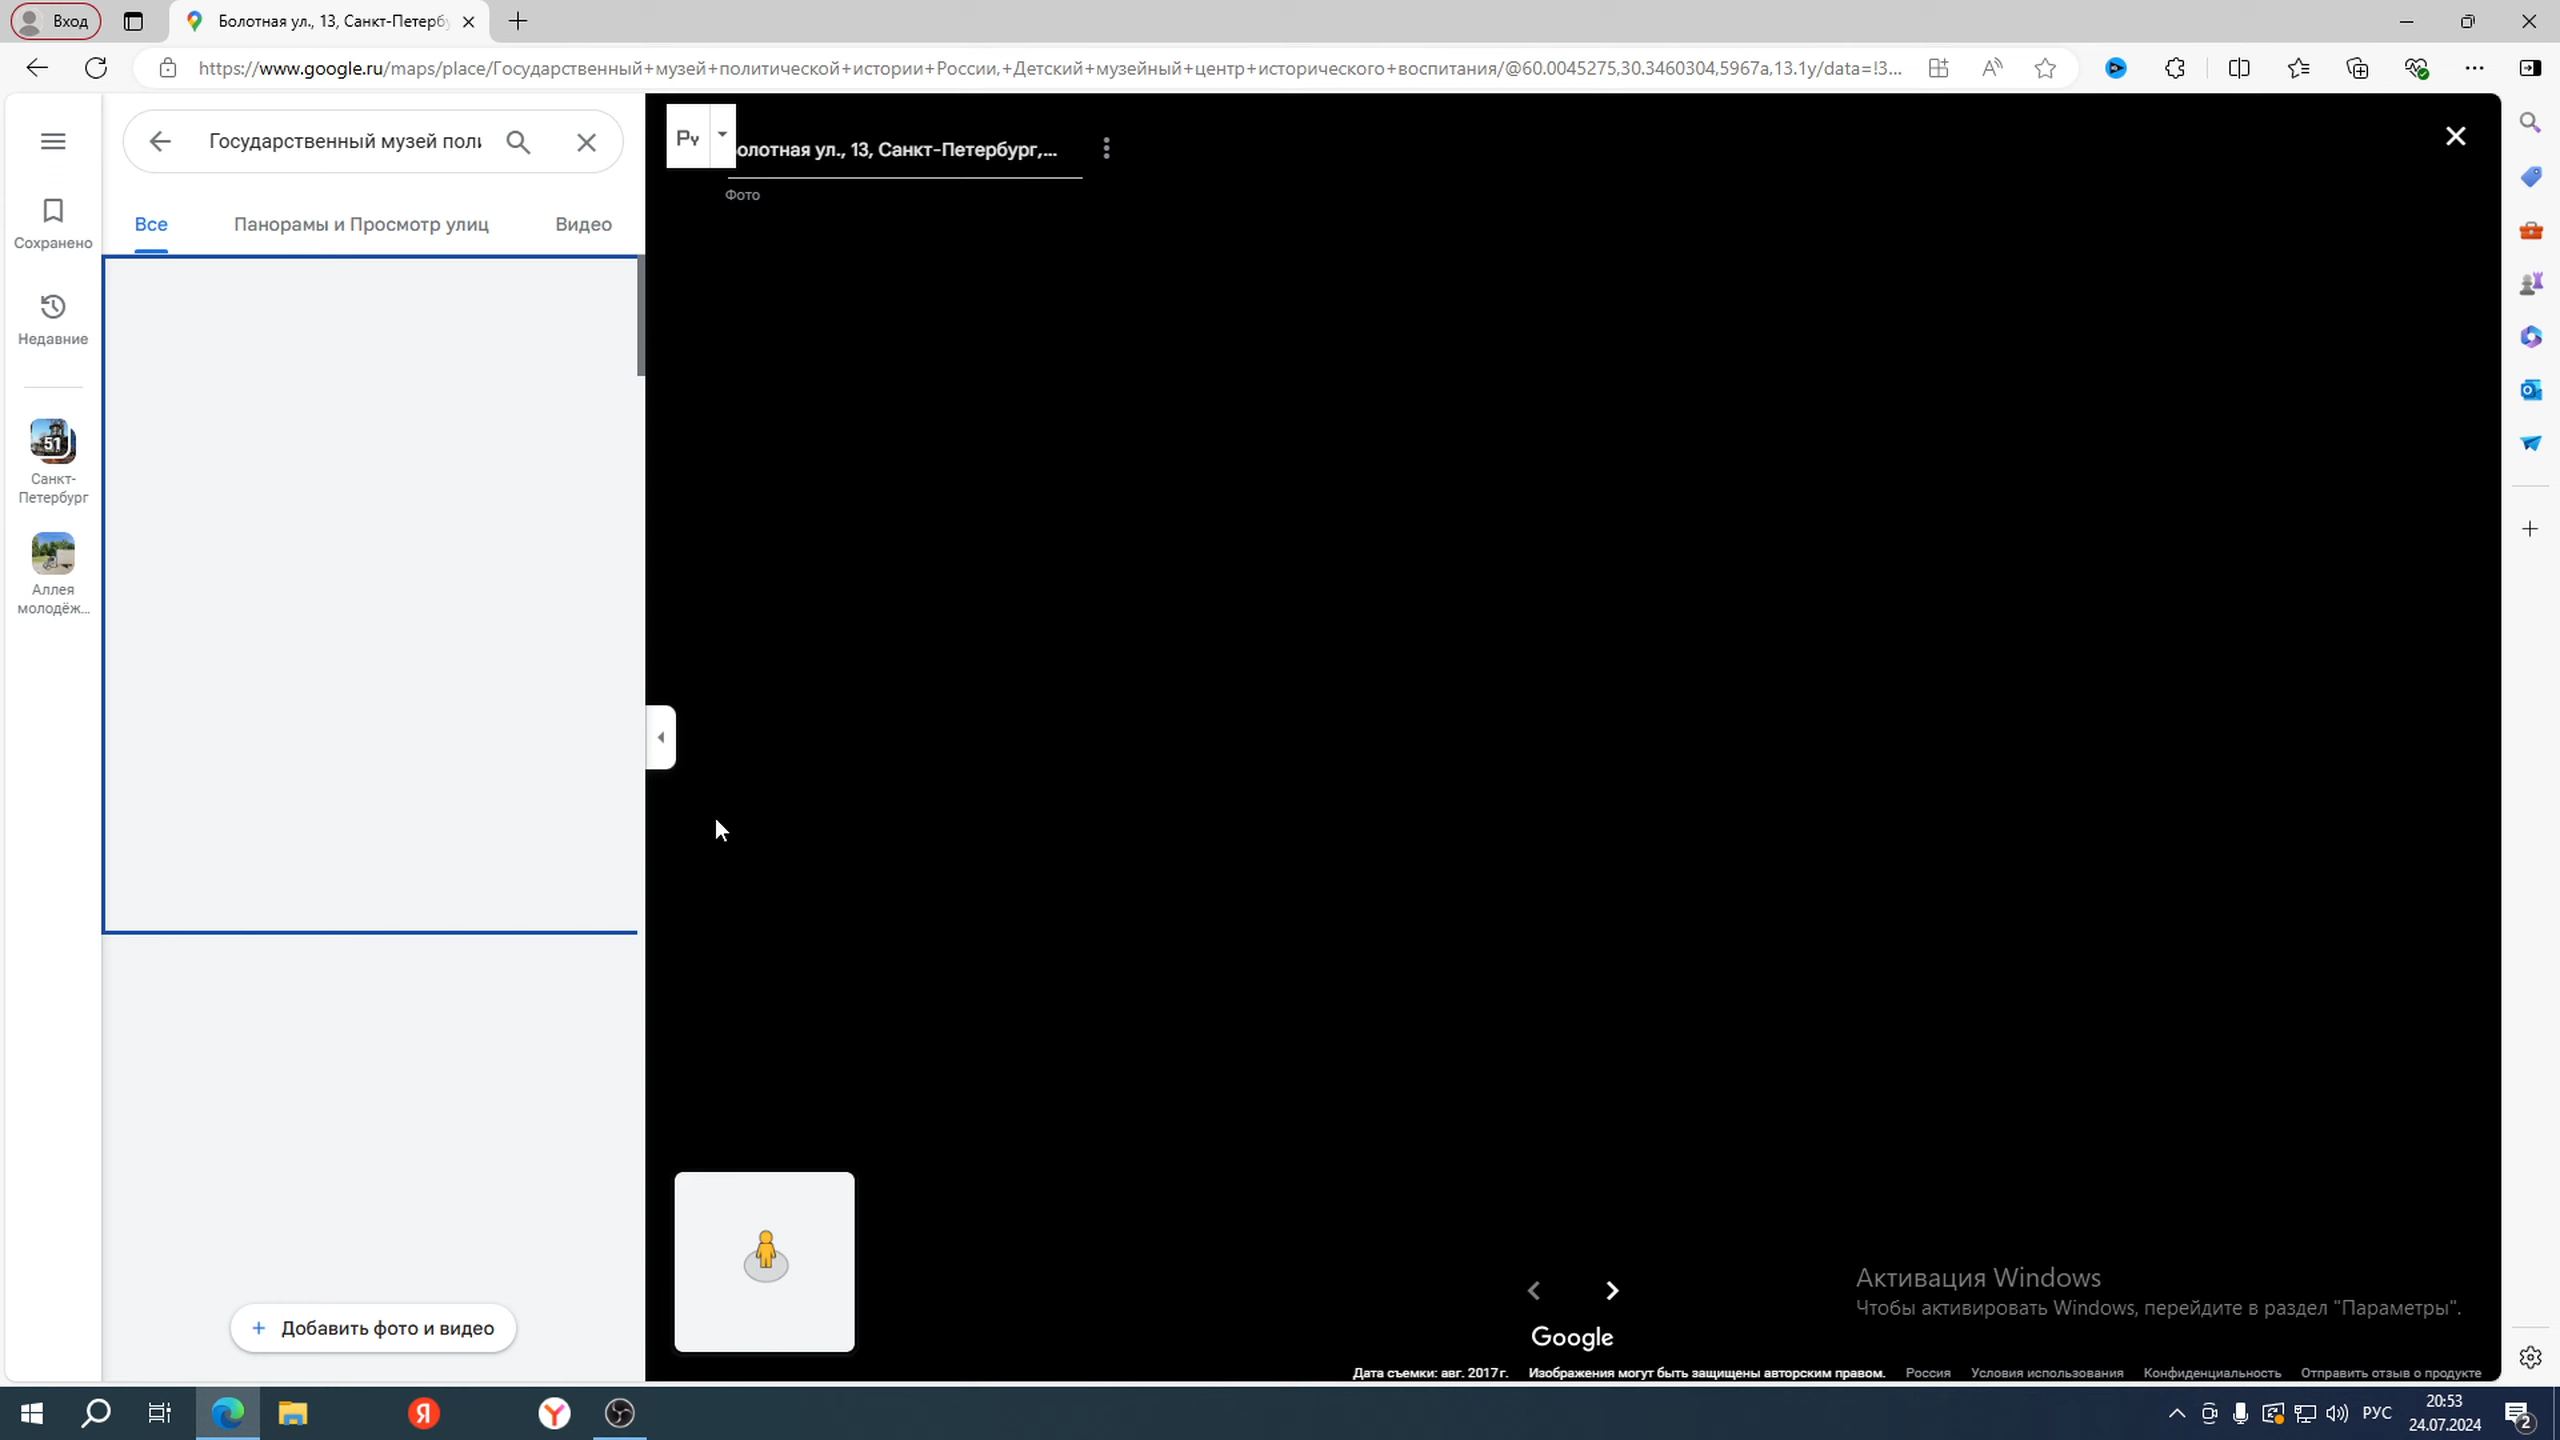 Вход
Болотная ул., 13, Санкт-Петербу
https://www.google.ru/maps/place/Государственный+музей+политической+истории+России,+Детский+музейный+центр+исторического+воспитания/@60.0045275,30.3460304,5967a,13.1y/data=!3...
Государственный музей поли
Ру
олотная ул., 13, Санкт-Петербург,...
Фото
Все
Панорамы и Просмотр улиц
Видео
Сохранено
Недавние
51
Санкт-
Петербург
Аллея
молодёж...
Добавить фото и видео
Активация Windows
Чтобы активировать Windows, перейдите в раздел "Параметры".
Google
Дата съемки: авг. 2017 г.
Изображения могут быть защищены авторским правом.
Россия
Условия использования
Конфиденциальность
Отправить отзыв о продукте
РУС
20:53
24.07.2024
2